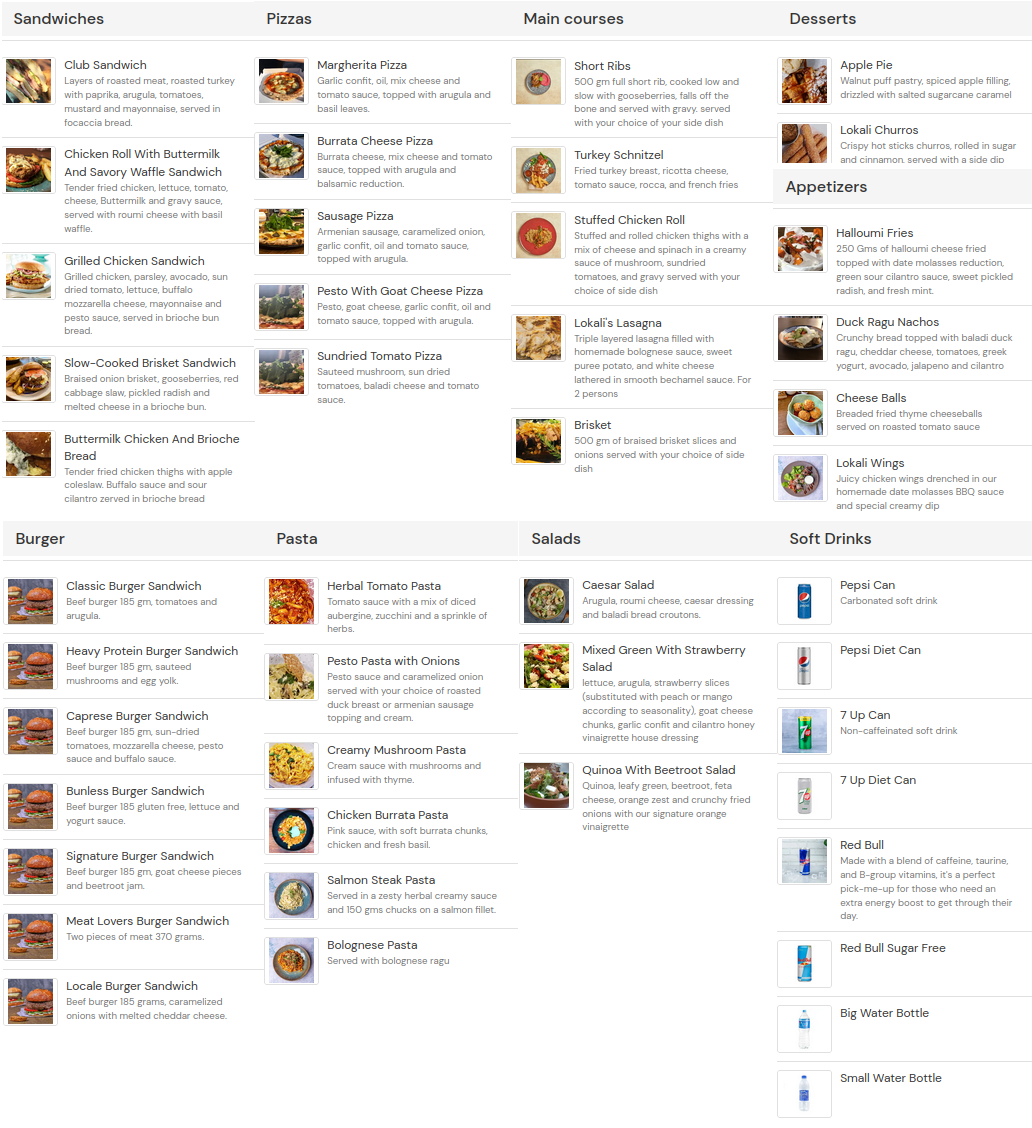 Sandwiches
Club Sandwich
Layers of roasted meat, roasted turkey
with paprika, arugula, tomatoes,
mustard and mayonnaise, served in
focaccia bread.
Chicken Roll With Buttermilk
And Savory Waffle Sandwich
Tender fried chicken, lettuce, tomato,
cheese, Buttermilk and gravy sauce,
served with roumi cheese with basil
waffle.
Grilled Chicken Sandwich
Grilled chicken, parsley, avocado, sun
dried tomato, lettuce, buffalo
mozzarella cheese, mayonnaise and
pesto sauce, served in brioche bun
bread.
Slow-Cooked Brisket Sandwich
Braised onion brisket, gooseberries, red
cabbage slaw, pickled radish and
melted cheese in a brioche bun.
Buttermilk Chicken And Brioche
Bread
Tender fried chicken thighs with apple
coleslaw. Buffalo sauce and sour
cilantro zerved in brioche bread
Pizzas
Margherita Pizza
Garlic confit, oil, mix cheese and
tomato sauce, topped with arugula and
basil leaves.
Burrata Cheese Pizza
Burrata cheese, mix cheese and tomato
sauce, topped with arugula and
balsamic reduction.
Sausage Pizza
Armenian sausage, caramelized onion,
garlic confit, oil and tomato sauce,
topped with arugula.
Pesto With Goat Cheese Pizza
Pesto, goat cheese, garlic confit, oil and
tomato sauce, topped with arugula.
Sundried Tomato Pizza
Sauteed mushroom, sun dried
tomatoes, baladi cheese and tomato
sauce.
Main courses
Short Ribs
500 gm full short rib, cooked low and
slow with gooseberries, falls off the
bone and served with gravy. served
with your choice of your side dish
Turkey Schnitzel
Fried turkey breast, ricotta cheese,
tomato sauce, rocca, and french fries
Stuffed Chicken Roll
Stuffed and rolled chicken thighs with a
mix of cheese and spinach in a creamy
sauce of mushroom, sundried
tomatoes, and gravy served with your
choice of side dish
Lokali's Lasagna
Triple layered lasagna filled with
homemade bolognese sauce, sweet
puree potato, and white cheese
lathered in smooth bechamel sauce. For
2 persons
Brisket
500 gm of braised brisket slices and
onions served with your choice of side
dish
Desserts
Apple Pie
Walnut puff pastry, spiced apple filling,
drizzled with salted sugarcane caramel
Lokali Churros
Crispy hot sticks churros, rolled in sugar
and cinnamon, served with a side dip
Appetizers
Halloumi Fries
250 Gms of halloumi cheese fried
topped with date molasses reduction,
green sour cilantro sauce, sweet pickled
radish, and fresh mint.
Duck Ragu Nachos
Crunchy bread topped with baladi duck
ragu, cheddar cheese, tomatoes, greek
yogurt, avocado, jalapeno and cilantro
Cheese Balls
Breaded fried thyme cheeseballs
served on roasted tomato sauce
Lokali Wings
Juicy chicken wings drenched in our
homemade date molasses BBQ sauce
and special creamy dip
Burger
Classic Burger Sandwich
Beef burger 185 gm, tomatoes and
arugula.
Heavy Protein Burger Sandwich
Beef burger 185 gm, sauteed
mushrooms and egg yolk.
Caprese Burger Sandwich
Beef burger 185 gm, sun-dried
tomatoes, mozzarella cheese, pesto
sauce and buffalo sauce.
Bunless Burger Sandwich
Beef burger 185 gluten free, lettuce and
yogurt sauce.
Signature Burger Sandwich
Beef burger 185 gm, goat cheese pieces
and beetroot jam.
Meat Lovers Burger Sandwich
Two pieces of meat 370 grams.
Locale Burger Sandwich
Beef burger 185 grams, caramelized
onions with melted cheddar cheese.
Pasta
Herbal Tomato Pasta
Tomato sauce with a mix of diced
aubergine, zucchini and a sprinkle of
herbs.
Pesto Pasta with Onions
Pesto sauce and caramelized onion
served with your choice of roasted
duck breast or armenian sausage
topping and cream.
Creamy Mushroom Pasta
Cream sauce with mushrooms and
infused with thyme.
Chicken Burrata Pasta
Pink sauce, with soft burrata chunks,
chicken and fresh basil.
Salmon Steak Pasta
Served in a zesty herbal creamy sauce
and 150 gms chucks on a salmon fillet.
Bolognese Pasta
Served with bolognese ragu
Salads
Caesar Salad
Arugula, roumi cheese, caesar dressing
and baladi bread croutons.
Mixed Green With Strawberry
Salad
lettuce, arugula, strawberry slices
(substituted with peach or mango
according to seasonality), goat cheese
chunks, garlic confit and cilantro honey
vinaigrette house dressing
Quinoa With Beetroot Salad
Quinoa, leafy green, beetroot, feta
cheese, orange zest and crunchy fried
onions with our signature orange
vinaigrette
Soft Drinks
Pepsi Can
Carbonated soft drink
Pepsi Diet Can
7 Up Can
Non-caffeinated soft drink
7 Up Diet Can
Red Bull
Made with a blend of caffeine, taurine,
and B-group vitamins, it's a perfect
pick-me-up for those who need an
extra energy boost to get through their
day.
Red Bull Sugar Free
Big Water Bottle
Small Water Bottle